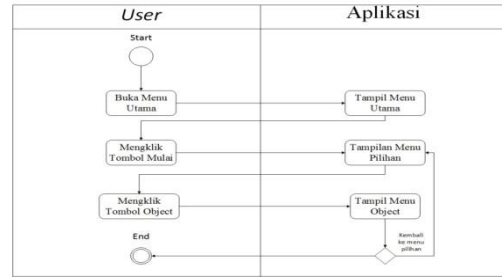 User
Aplikasi
Start
Buka Menu
Utama
Tampil Menu
Utama
Mengklik
Tombol Mulai
Tampilan Menu
Pilihan
Mengklik
Tombol Object
Tampil Menu
Object
End
Kembali
ke menu
pilihan